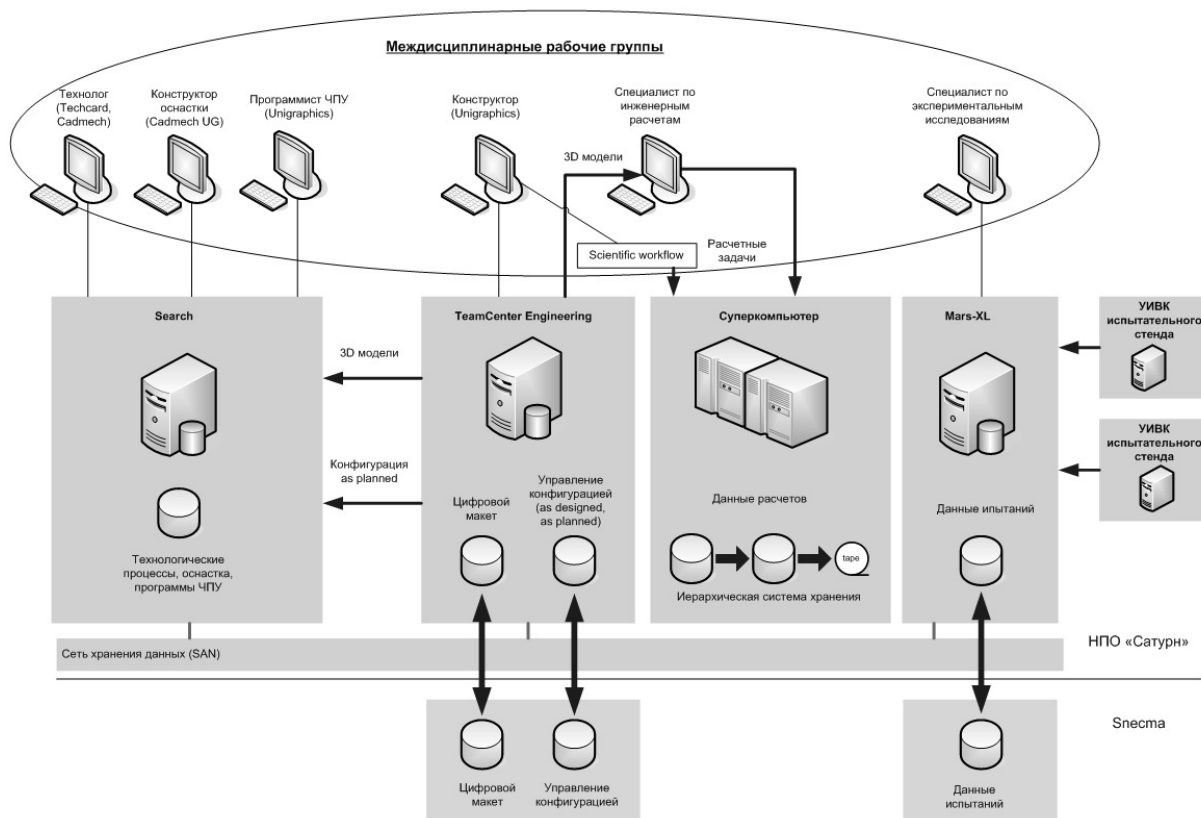 Междисциплинарные рабочие группы
Технолог
(Techcard,
Cadmech)
Конструктор
оснастки
(Cadmech UG)
Программист ЧПУ
(Unigraphics)
Конструктор
(Unigraphics)
Специалист по
инженерным
расчетам
Специалист по
экспериментальным
исследованиям
3D модели
Scientific workflow
Расчетные
задачи
Search
3D модели
Конфигурация
as planned
Технологические
процессы, оснастка,
программы ЧПУ
TeamCenter Engineering
Цифровой
макет
Управление
конфигурацией
(as designed,
as planned)
Суперкомпьютер
Данные расчетов
tape
Иерархическая система хранения
Mars-XL
Данные ипытаний
УИВК
испытательного
стенда
УИВК
испытательного
стенда
Сеть хранения данных (SAN)
НПО «Сатурн»
Snecma
Цифровой
макет
Управление
конфигурацией
Данные
испытаний